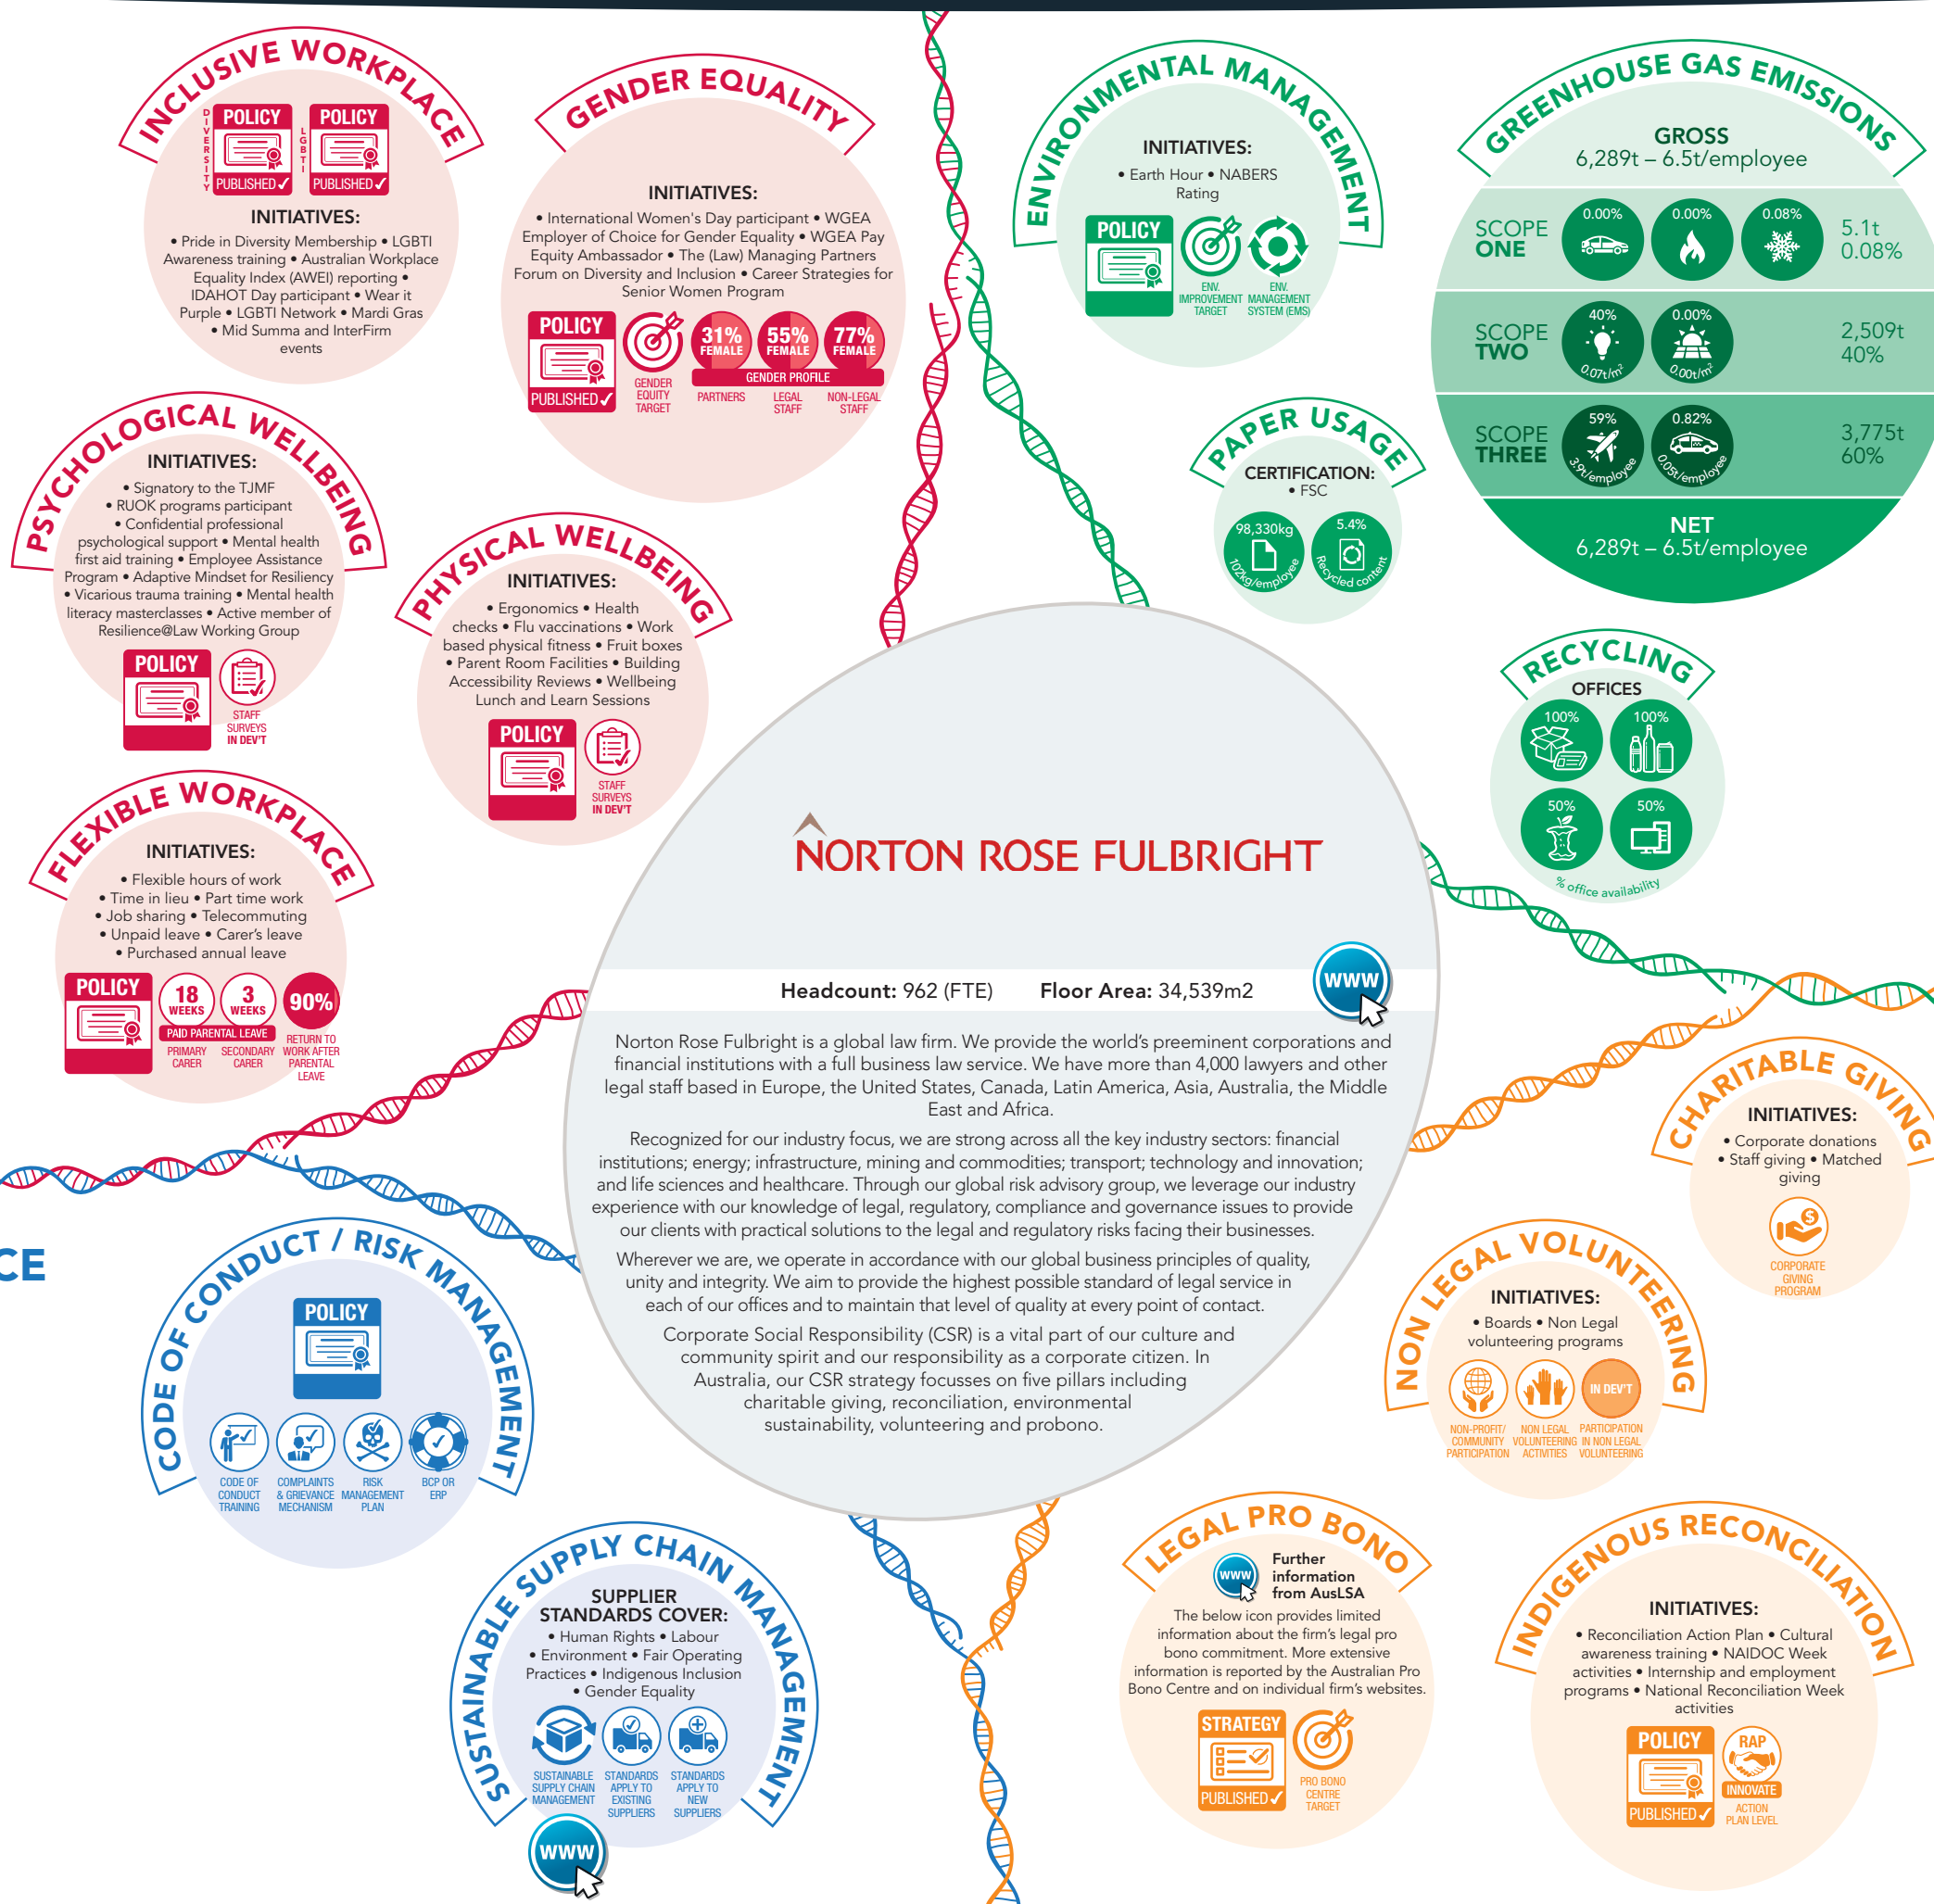 INCLUSIVE WORKPLACE
DIVERSITY
POLICY
PUBLISHED ✓
LGBTI
POLICY
PUBLISHED ✓
INITIATIVES:
• Pride in Diversity Membership • LGBTI
Awareness training • Australian Workplace
Equality Index (AWEI) reporting •
IDAHOT Day participant • Wear it
Purple • LGBTI Network • Mardi Gras
• Mid Summa and InterFirm
events
GENDER EQUALITY
INITIATIVES:
• International Women's Day participant • WGEA
Employer of Choice for Gender Equality • WGEA Pay
Equity Ambassador • The (Law) Managing Partners
Forum on Diversity and Inclusion • Career Strategies for
Senior Women Program
POLICY
PUBLISHED ✓
GENDER
EQUITY
TARGET
31%
FEMALE
55%
FEMALE
77%
FEMALE
GENDER PROFILE
PARTNERS
LEGAL
STAFF
NON-LEGAL
STAFF
ENVIRONMENTAL MANAGEMENT
INITIATIVES:
• Earth Hour • NABERS
Rating
POLICY
ENV.
IMPROVEMENT
TARGET
ENV.
MANAGEMENT
SYSTEM (EMS)
GREENHOUSE GAS EMISSIONS
GROSS
6,289t – 6.5t/employee
SCOPE
ONE
0.00%
0.00%
0.08%
5.1t
0.08%
SCOPE
TWO
40%
0.07t/m²
0.00%
0.00t/m²
2,509t
40%
SCOPE
THREE
59%
3.9t/employee
0.82%
0.05t/employee
3,775t
60%
NET
6,289t – 6.5t/employee
PSYCHOLOGICAL WELLBEING
INITIATIVES:
• Signatory to the TJMF
• RUOK programs participant
• Confidential professional
psychological support • Mental health
first aid training • Employee Assistance
Program • Adaptive Mindset for Resiliency
• Vicarious trauma training • Mental health
literacy masterclasses • Active member of
Resilience@Law Working Group
POLICY
STAFF
SURVEYS
IN DEV'T
PHYSICAL WELLBEING
INITIATIVES:
• Ergonomics • Health
checks • Flu vaccinations • Work
based physical fitness • Fruit boxes
• Parent Room Facilities • Building
Accessibility Reviews • Wellbeing
Lunch and Learn Sessions
POLICY
STAFF
SURVEYS
IN DEV'T
PAPER USAGE
CERTIFICATION:
• FSC
98,330kg
102kg/employee
5.4%
Recycled content
RECYCLING
OFFICES
100%
100%
50%
50%
% office availability
FLEXIBLE WORKPLACE
INITIATIVES:
• Flexible hours of work
• Time in lieu • Part time work
• Job sharing • Telecommuting
• Unpaid leave • Carer's leave
• Purchased annual leave
POLICY
18
WEEKS
3
WEEKS
PAID PARENTAL LEAVE
PRIMARY
CARER
SECONDARY
CARER
90%
RETURN TO
WORK AFTER
PARENTAL
LEAVE
NORTON ROSE FULBRIGHT
Headcount: 962 (FTE) Floor Area: 34,539m2
www
Norton Rose Fulbright is a global law firm. We provide the world's preeminent corporations and
financial institutions with a full business law service. We have more than 4,000 lawyers and other
legal staff based in Europe, the United States, Canada, Latin America, Asia, Australia, the Middle
East and Africa.
Recognized for our industry focus, we are strong across all the key industry sectors: financial
institutions; energy; infrastructure, mining and commodities; transport; technology and innovation;
and life sciences and healthcare. Through our global risk advisory group, we leverage our industry
experience with our knowledge of legal, regulatory, compliance and governance issues to provide
our clients with practical solutions to the legal and regulatory risks facing their businesses.
Wherever we are, we operate in accordance with our global business principles of quality,
unity and integrity. We aim to provide the highest possible standard of legal service in
each of our offices and to maintain that level of quality at every point of contact.
Corporate Social Responsibility (CSR) is a vital part of our culture and
community spirit and our responsibility as a corporate citizen. In
Australia, our CSR strategy focusses on five pillars including
charitable giving, reconciliation, environmental
sustainability, volunteering and probono.
CHARITABLE GIVING
INITIATIVES:
• Corporate donations
• Staff giving • Matched
giving
CORPORATE
GIVING
PROGRAM
CE
CODE OF CONDUCT / RISK MANAGEMENT
POLICY
CODE OF
CONDUCT
TRAINING
COMPLAINTS
& GRIEVANCE
MECHANISM
RISK
MANAGEMENT
PLAN
BCP OR
ERP
NON LEGAL VOLUNTEERING
INITIATIVES:
• Boards • Non Legal
volunteering programs
IN DEV'T
NON-PROFIT/
COMMUNITY
PARTICIPATION
NON LEGAL
VOLUNTEERING
ACTIVITIES
PARTICIPATION
IN NON LEGAL
VOLUNTEERING
SUSTAINABLE SUPPLY CHAIN MANAGEMENT
SUPPLIER
STANDARDS COVER:
• Human Rights • Labour
• Environment • Fair Operating
Practices • Indigenous Inclusion
• Gender Equality
SUSTAINABLE
SUPPLY CHAIN
MANAGEMENT
STANDARDS
APPLY TO
EXISTING
SUPPLIERS
STANDARDS
APPLY TO
NEW
SUPPLIERS
www
LEGAL PRO BONO
www
Further
information
from AusLSA
The below icon provides limited
information about the firm's legal pro
bono commitment. More extensive
information is reported by the Australian Pro
Bono Centre and on individual firm's websites.
STRATEGY
PUBLISHED ✓
PRO BONO
CENTRE
TARGET
INDIGENOUS RECONCILIATION
INITIATIVES:
• Reconciliation Action Plan • Cultural
awareness training • NAIDOC Week
activities • Internship and employment
programs • National Reconciliation Week
activities
POLICY
PUBLISHED ✓
RAP
INNOVATE
ACTION
PLAN LEVEL